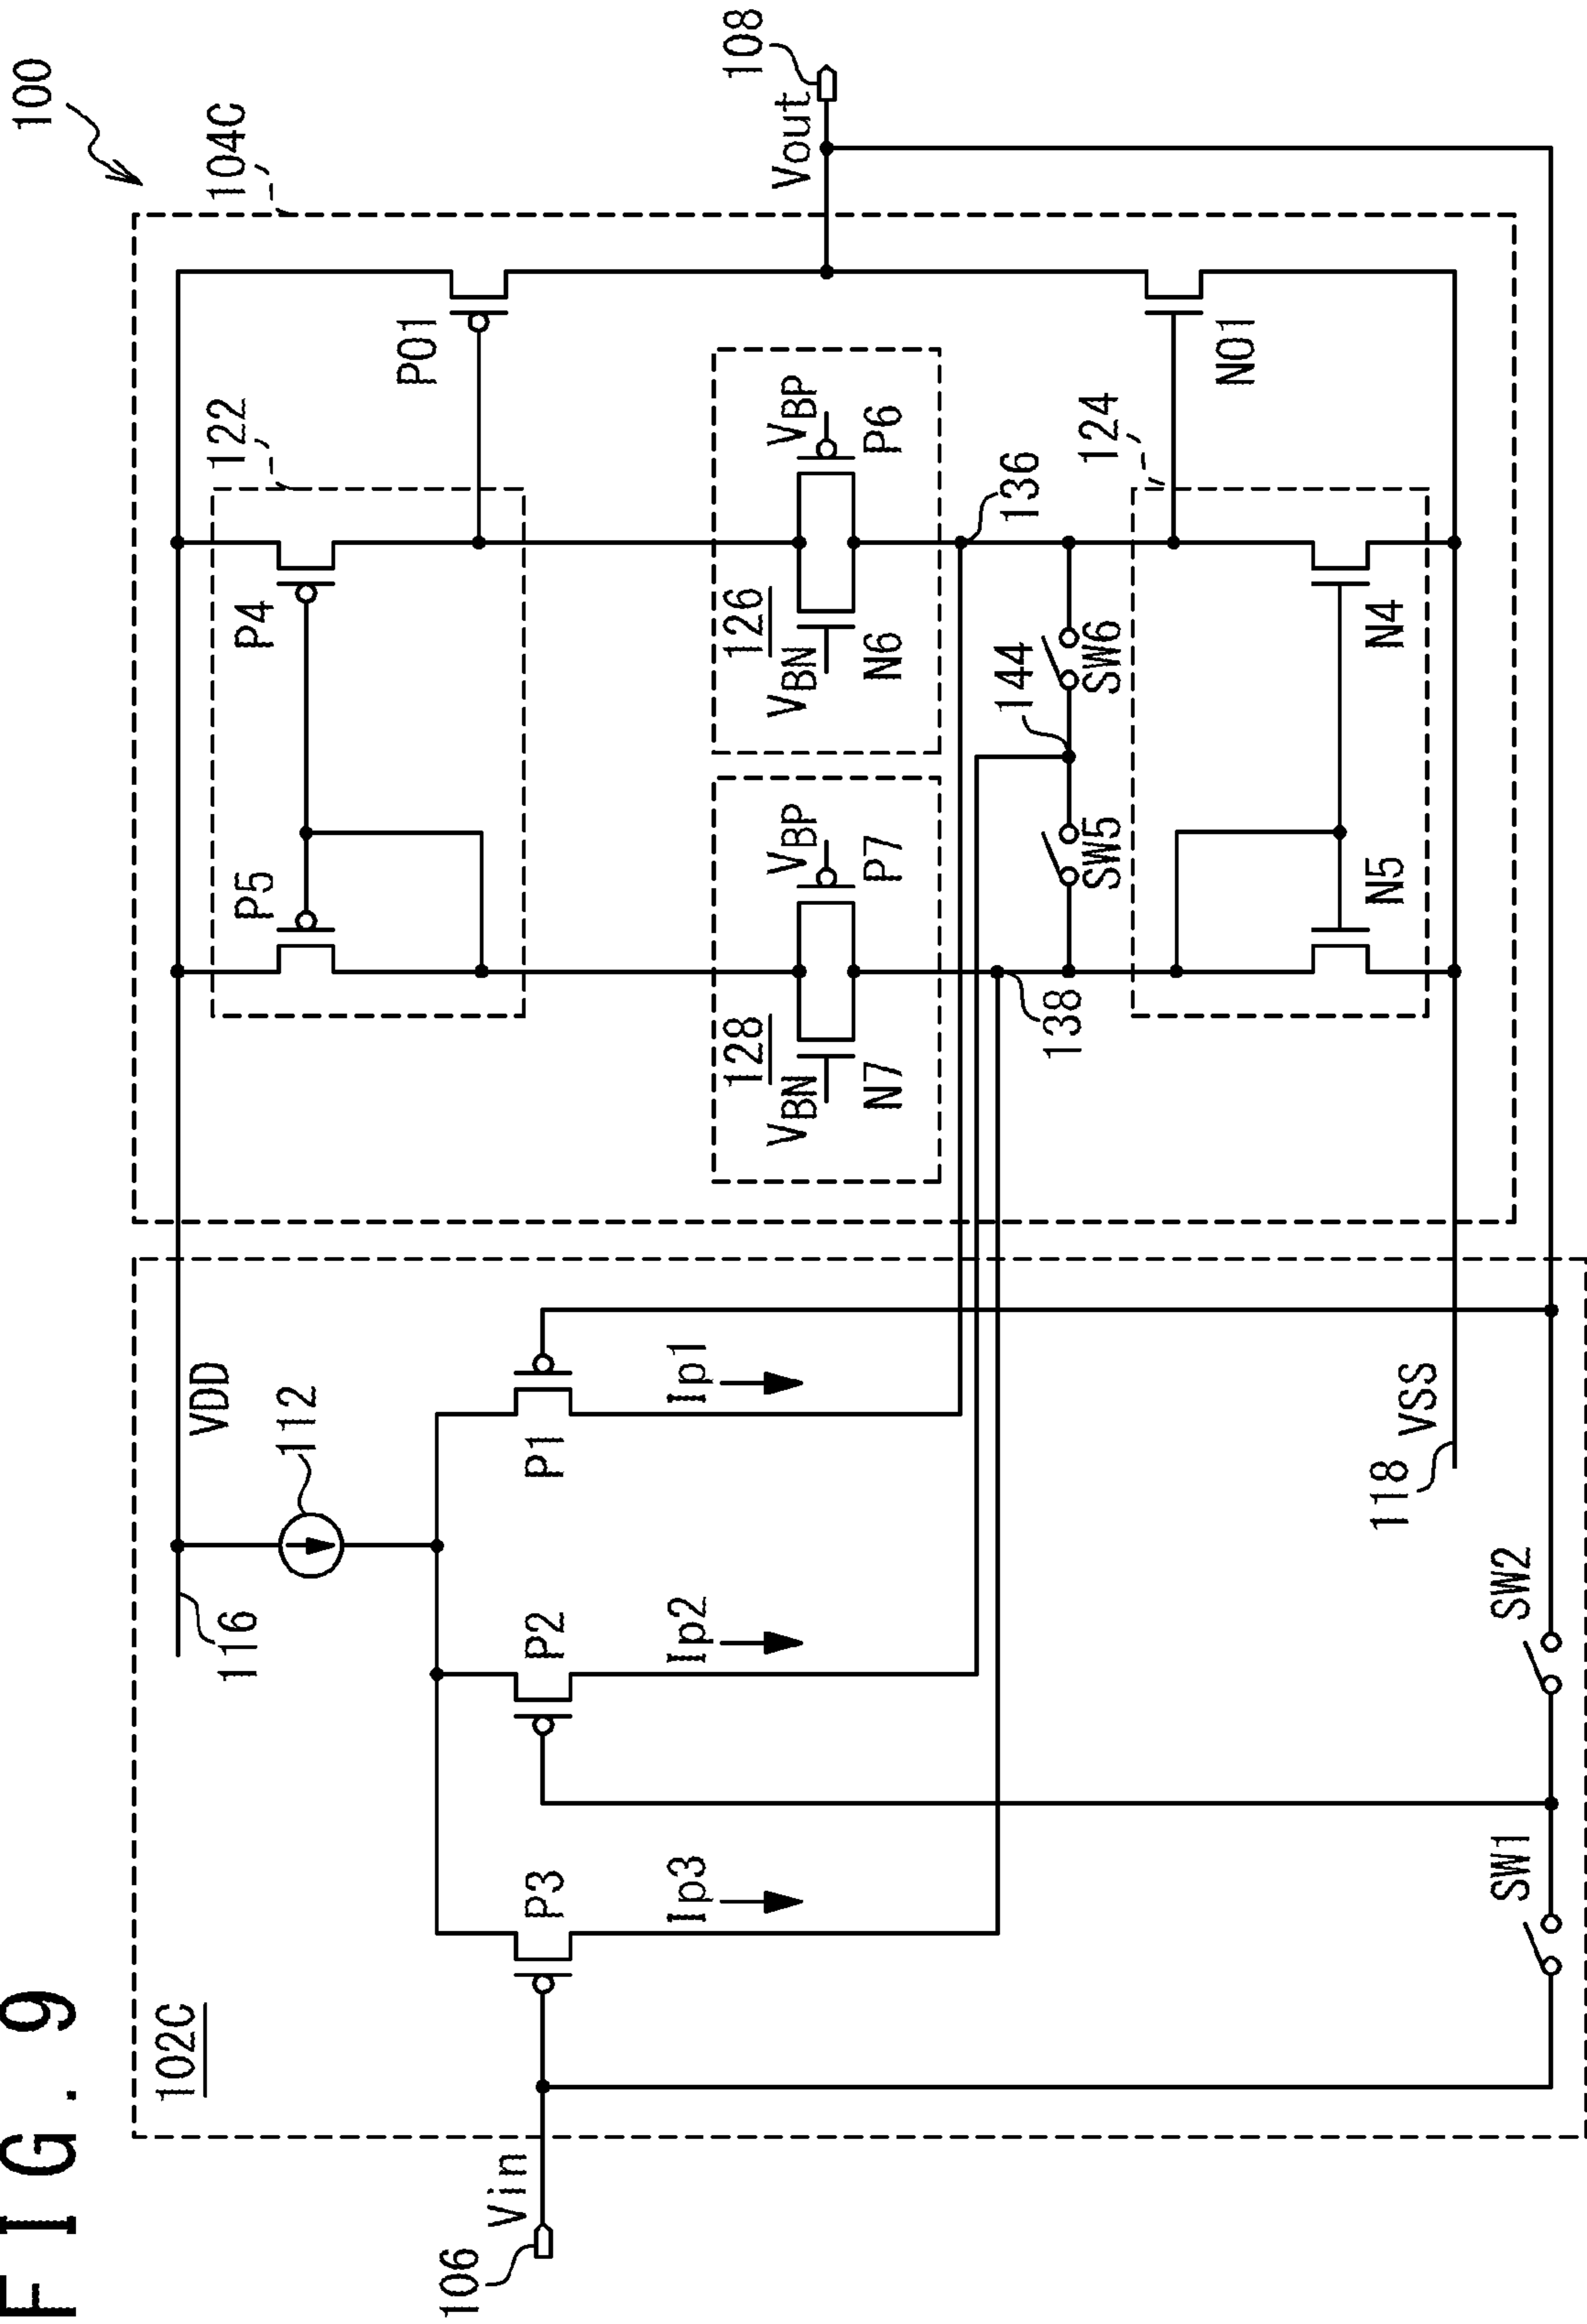 FIG. 9
100
102C
104C
VDD
116
112
122
P5
P4
P01
P3
P2
P1
Vin
106
Ip3
Ip2
Ip1
128
VBN
VBP
N7
P7
126
VBN
VBP
N6
P6
Vout
108
138
136
144
SW5
SW6
124
N5
N4
N01
118
VSS
SW1
SW2